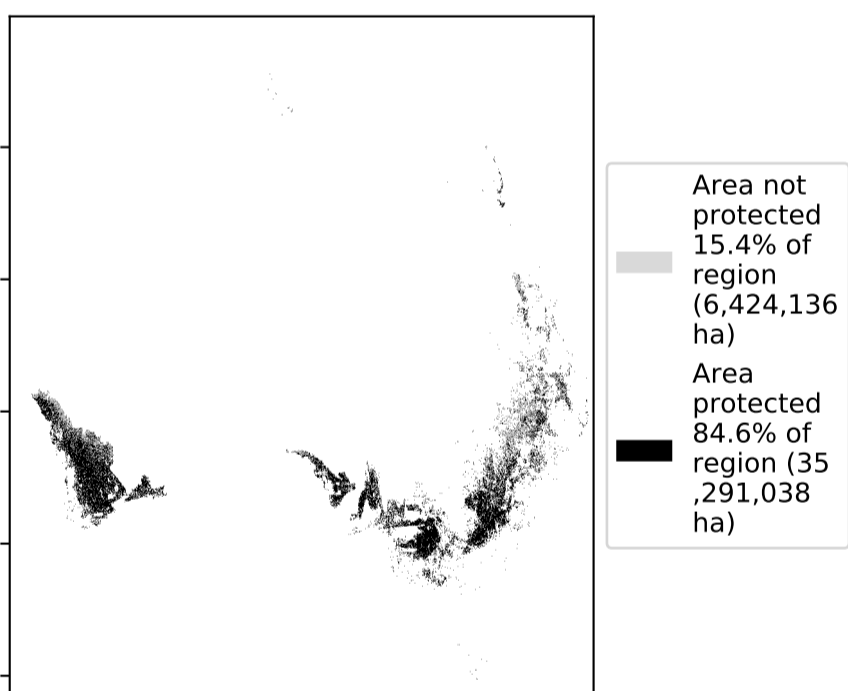 Area not
protected
15.4% of
region
(6,424,136
ha)
Area
protected
84.6% of
region (35
,291,038
ha)